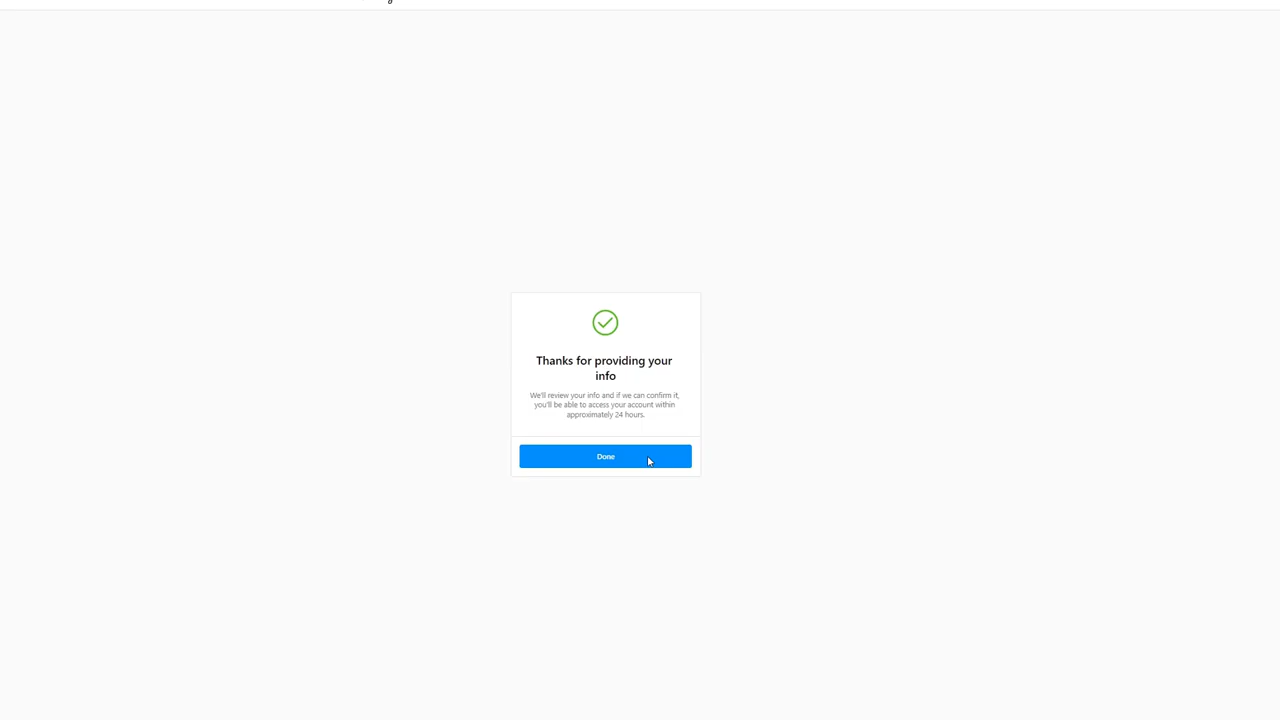 Thanks for providing your
info
We'll review your info and if we can confirm it,
you'll be able to access your account within
approximately 24 hours.
Done